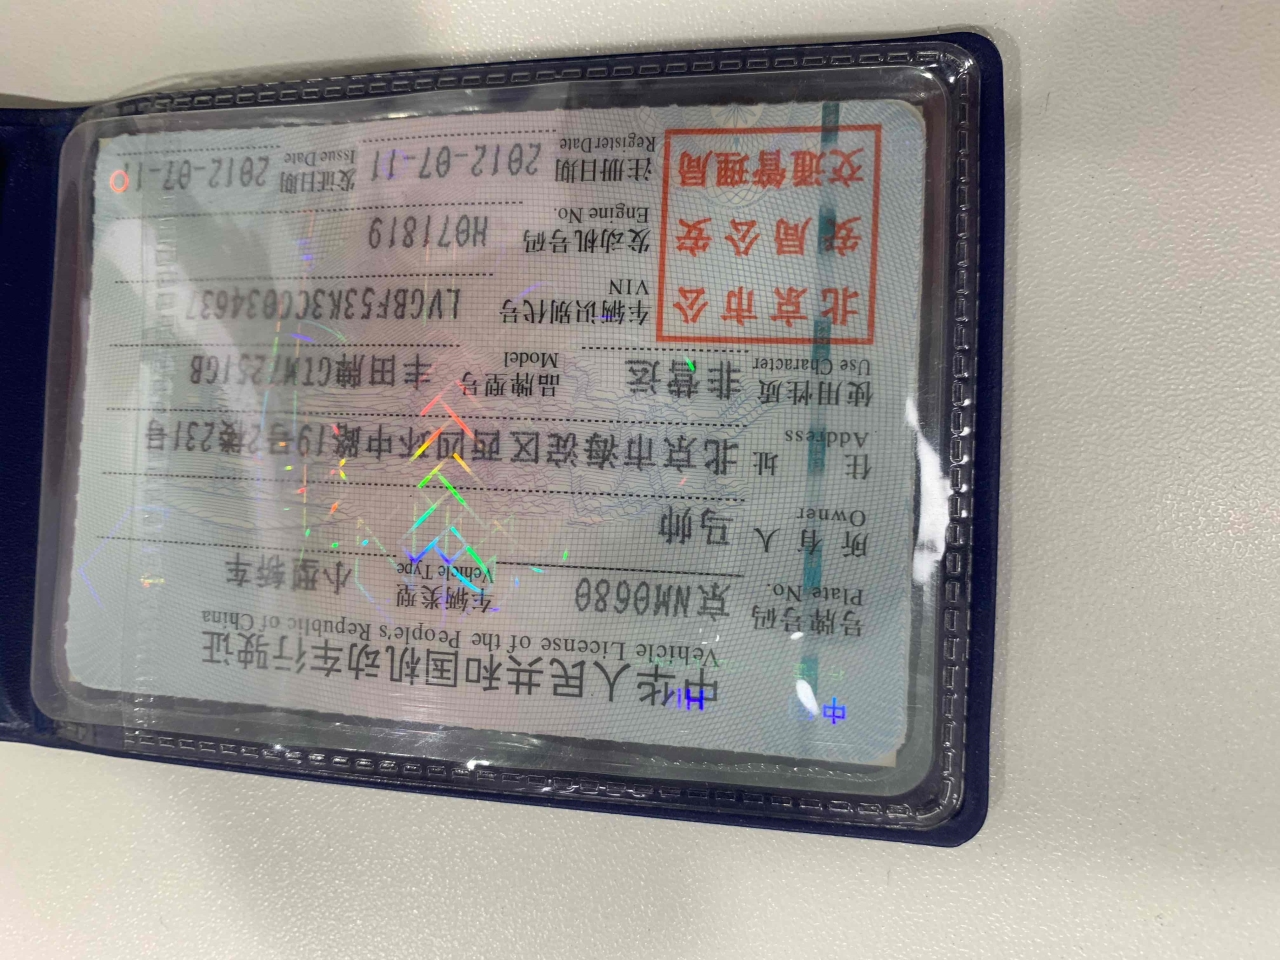 中华人民共和国机动车行驶证
Vehicle License of the People's Republic of China
号牌号码 京NM0680 车辆类型 小型轿车
Plate No. Vehicle Type
所有人 马帅
Owner
住址 北京市海淀区西四环中路19号2楼231号
Address
使用性质 非营运 品牌型号 丰田牌GTM7251GB
Use Character Model
北京市公
安局公安
交通管理局
车辆识别代号 LVGBF53K3CG034637
VIN
发动机号码 H071819
Engine No.
注册日期 2012-07-11 发证日期 2012-07-11
Register Date Issue Date